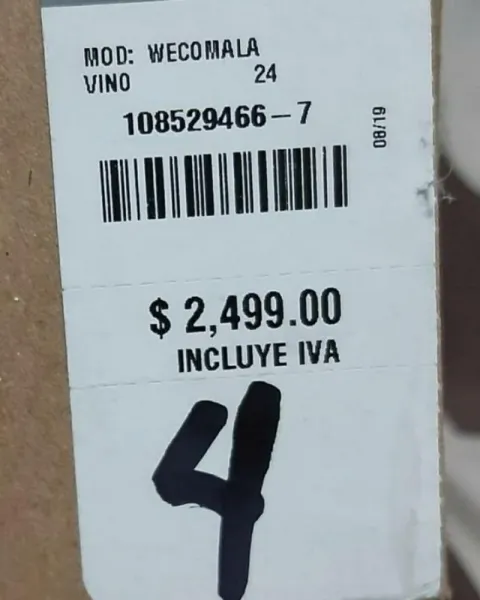 MOD: WECOMALA
VINO 24
108529466-7
08/19
$ 2,499.00
INCLUYE IVA
4